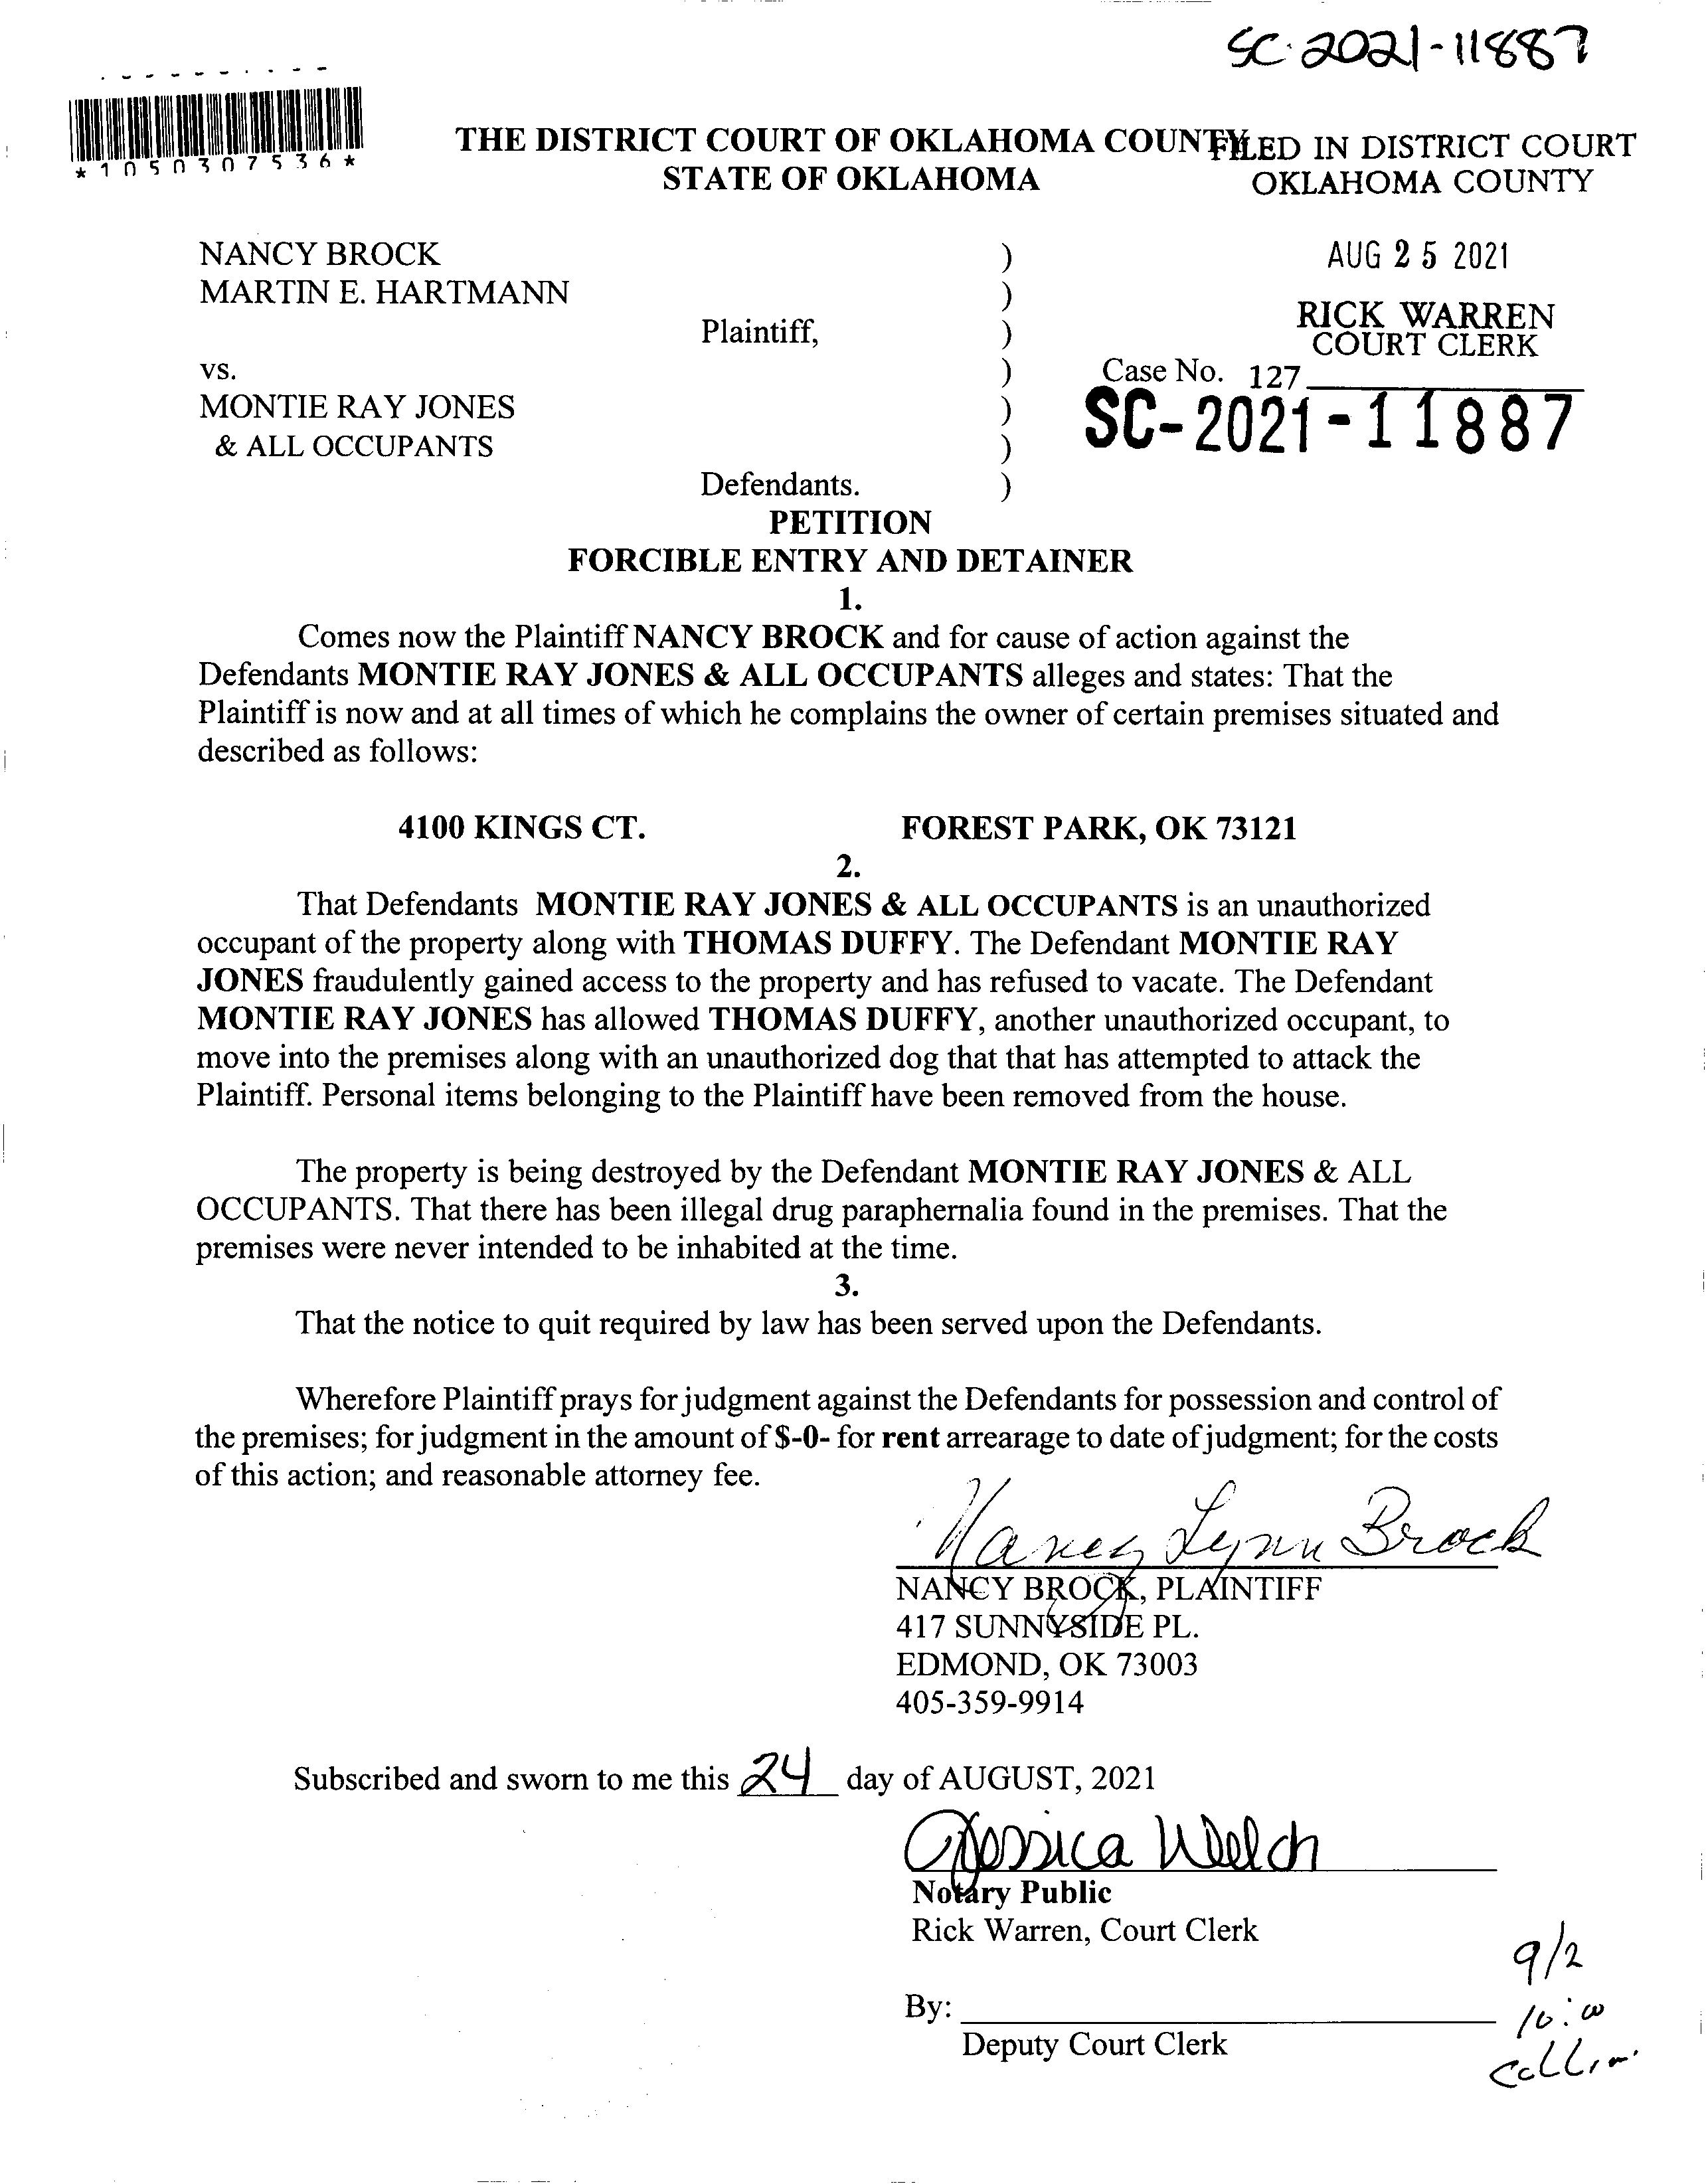 SC-2021-11887
*1050307536*
THE DISTRICT COURT OF OKLAHOMA COUNTY
STATE OF OKLAHOMA
FILED IN DISTRICT COURT
OKLAHOMA COUNTY
AUG 25 2021
RICK WARREN
COURT CLERK
NANCY BROCK )
MARTIN E. HARTMANN )
Plaintiff, )
vs. ) Case No. 127
MONTIE RAY JONES ) SC-2021-11887
& ALL OCCUPANTS )
Defendants. )
PETITION
FORCIBLE ENTRY AND DETAINER
1.
Comes now the Plaintiff NANCY BROCK and for cause of action against the
Defendants MONTIE RAY JONES & ALL OCCUPANTS alleges and states: That the
Plaintiff is now and at all times of which he complains the owner of certain premises situated and
described as follows:
4100 KINGS CT. FOREST PARK, OK 73121
2.
That Defendants MONTIE RAY JONES & ALL OCCUPANTS is an unauthorized
occupant of the property along with THOMAS DUFFY. The Defendant MONTIE RAY
JONES fraudulently gained access to the property and has refused to vacate. The Defendant
MONTIE RAY JONES has allowed THOMAS DUFFY, another unauthorized occupant, to
move into the premises along with an unauthorized dog that that has attempted to attack the
Plaintiff. Personal items belonging to the Plaintiff have been removed from the house.
The property is being destroyed by the Defendant MONTIE RAY JONES & ALL
OCCUPANTS. That there has been illegal drug paraphernalia found in the premises. That the
premises were never intended to be inhabited at the time.
3.
That the notice to quit required by law has been served upon the Defendants.
Wherefore Plaintiff prays for judgment against the Defendants for possession and control of
the premises; for judgment in the amount of $-0- for rent arrearage to date of judgment; for the costs
of this action; and reasonable attorney fee.
Nancy Lynn Brock
NANCY BROCK, PLAINTIFF
417 SUNNYSIDE PL.
EDMOND, OK 73003
405-359-9914
Subscribed and sworn to me this 24 day of AUGUST, 2021
Jessica Welch
Notary Public
Rick Warren, Court Clerk
9/2
By:
10:00
Deputy Court Clerk